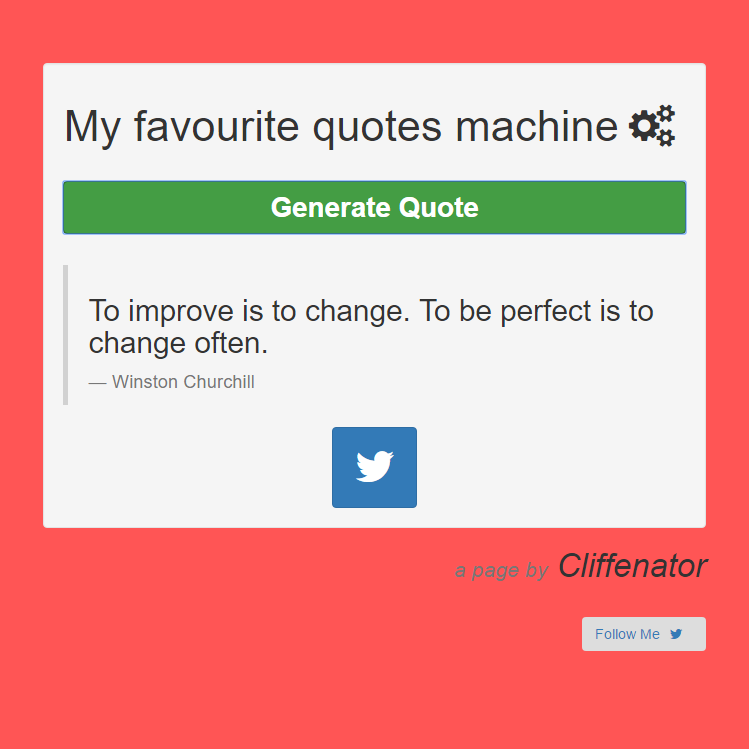 My favourite quotes machine
Generate Quote
To improve is to change. To be perfect is to
change often.
— Winston Churchill
a page by Cliffenator
Follow Me